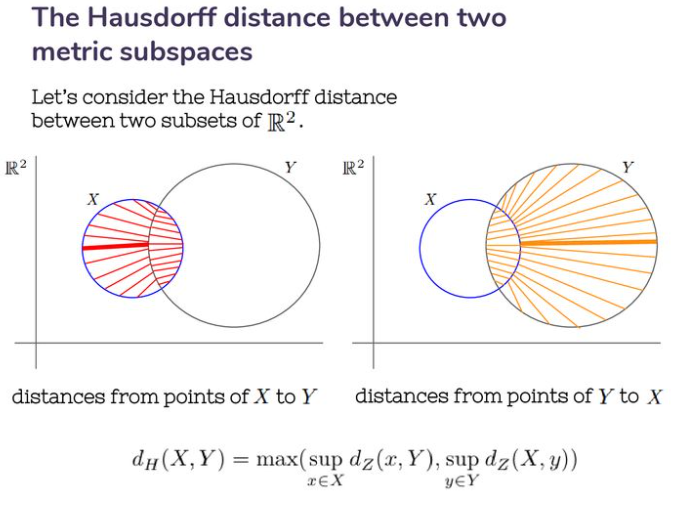 The Hausdorff distance between two
metric subspaces
Let's consider the Hausdorff distance
between two subsets of ℝ².
ℝ²
X
Y
ℝ²
X
Y
distances from points of X to Y
distances from points of Y to X
d_H(X, Y) = max(sup_{x∈X} d_Z(x, Y), sup_{y∈Y} d_Z(X, y))